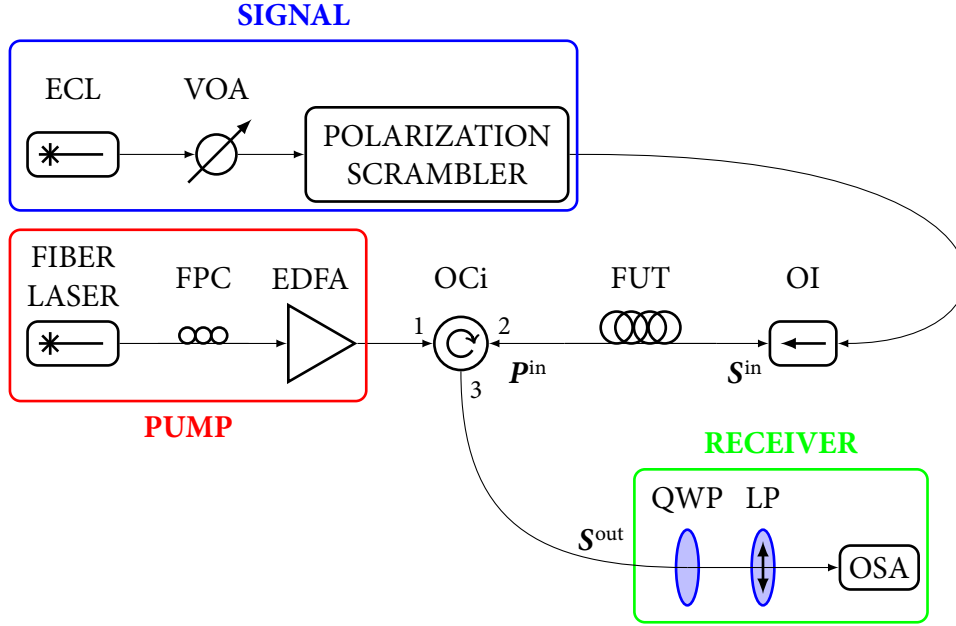 SIGNAL
ECL
VOA
POLARIZATION
SCRAMBLER
FIBER
LASER
FPC
EDFA
OCi
FUT
OI
1
2
3
P^in
S^in
PUMP
RECEIVER
QWP
LP
S^out
OSA